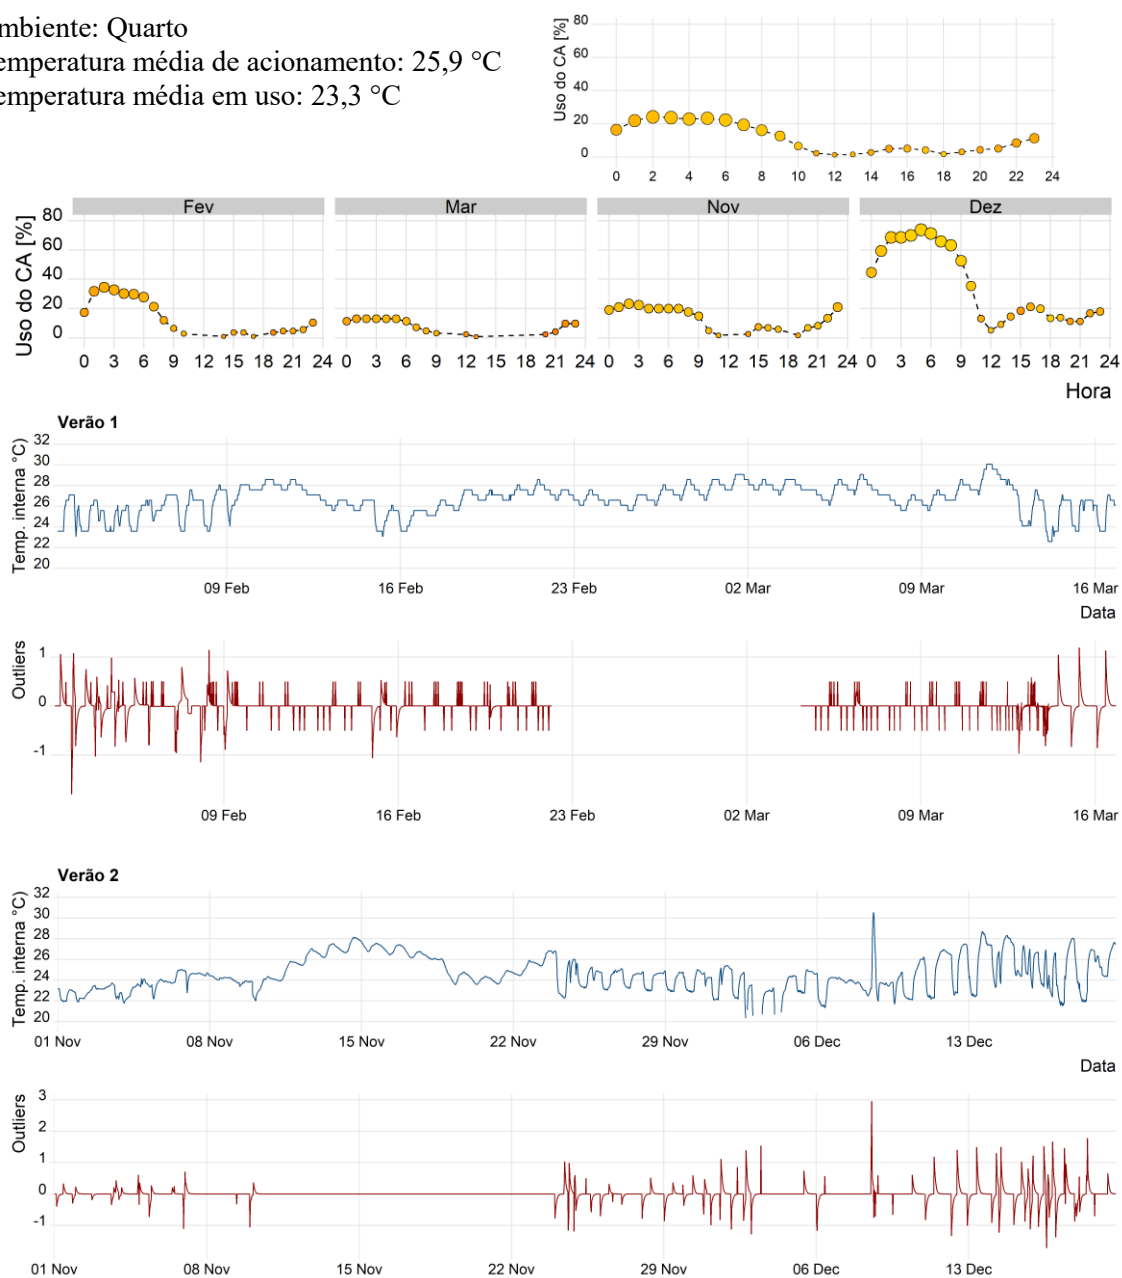 mbiente: Quarto
emperatura média de acionamento: 25,9 °C
emperatura média em uso: 23,3 °C
Uso do CA [%]
80
60
40
20
0
0 2 4 6 8 10 12 14 16 18 20 22 24
Fev Mar Nov Dez
Uso do CA [%]
80
60
40
20
0
0 3 6 9 12 15 18 21 24 0 3 6 9 12 15 18 21 24 0 3 6 9 12 15 18 21 24 0 3 6 9 12 15 18 21 24
Hora
Verão 1
Temp. interna °C)
32
30
28
26
24
22
20
09 Feb 16 Feb 23 Feb 02 Mar 09 Mar 16 Mar
Data
Outliers
1
0
-1
09 Feb 16 Feb 23 Feb 02 Mar 09 Mar 16 Mar
Verão 2
Temp. interna °C)
32
30
28
26
24
22
20
01 Nov 08 Nov 15 Nov 22 Nov 29 Nov 06 Dec 13 Dec
Data
Outliers
3
2
1
0
-1
01 Nov 08 Nov 15 Nov 22 Nov 29 Nov 06 Dec 13 Dec